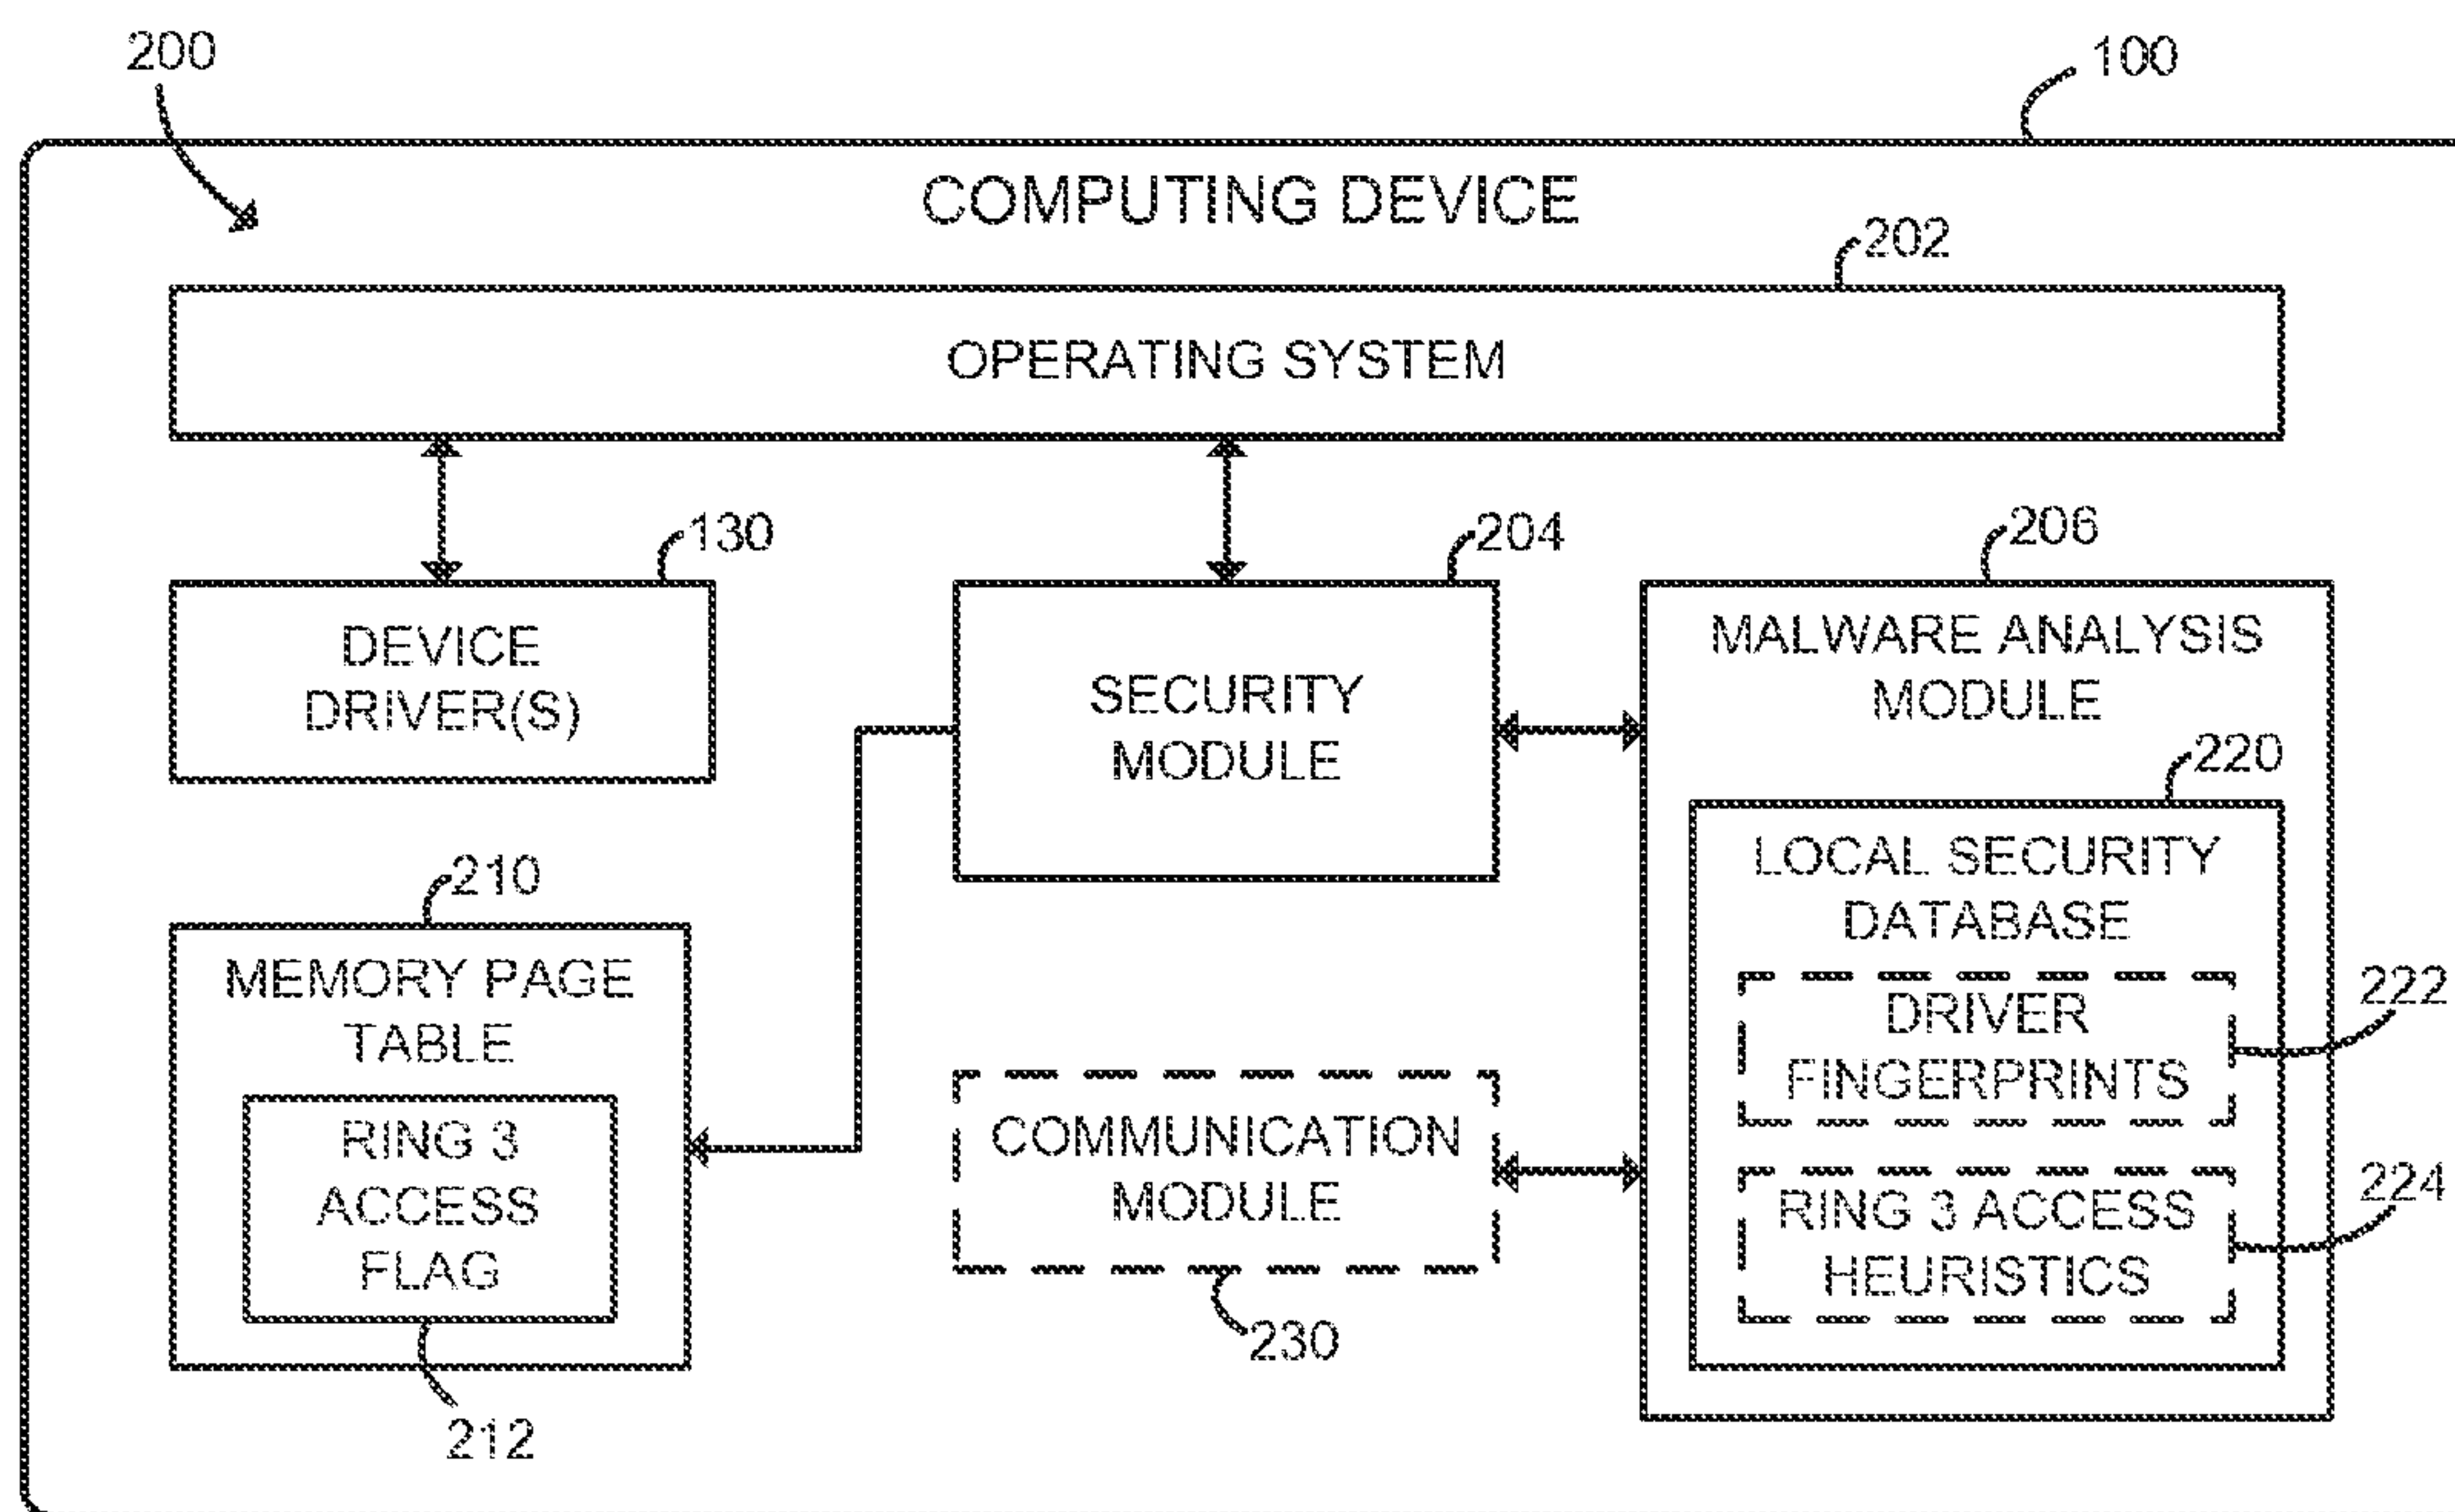 200
100
COMPUTING DEVICE
202
OPERATING SYSTEM
130
204
206
DEVICE
DRIVER(S)
SECURITY
MODULE
MALWARE ANALYSIS
MODULE
220
LOCAL SECURITY
DATABASE
210
MEMORY PAGE
TABLE
RING 3
ACCESS
FLAG
212
COMMUNICATION
MODULE
230
DRIVER
FINGERPRINTS
222
RING 3 ACCESS
HEURISTICS
224